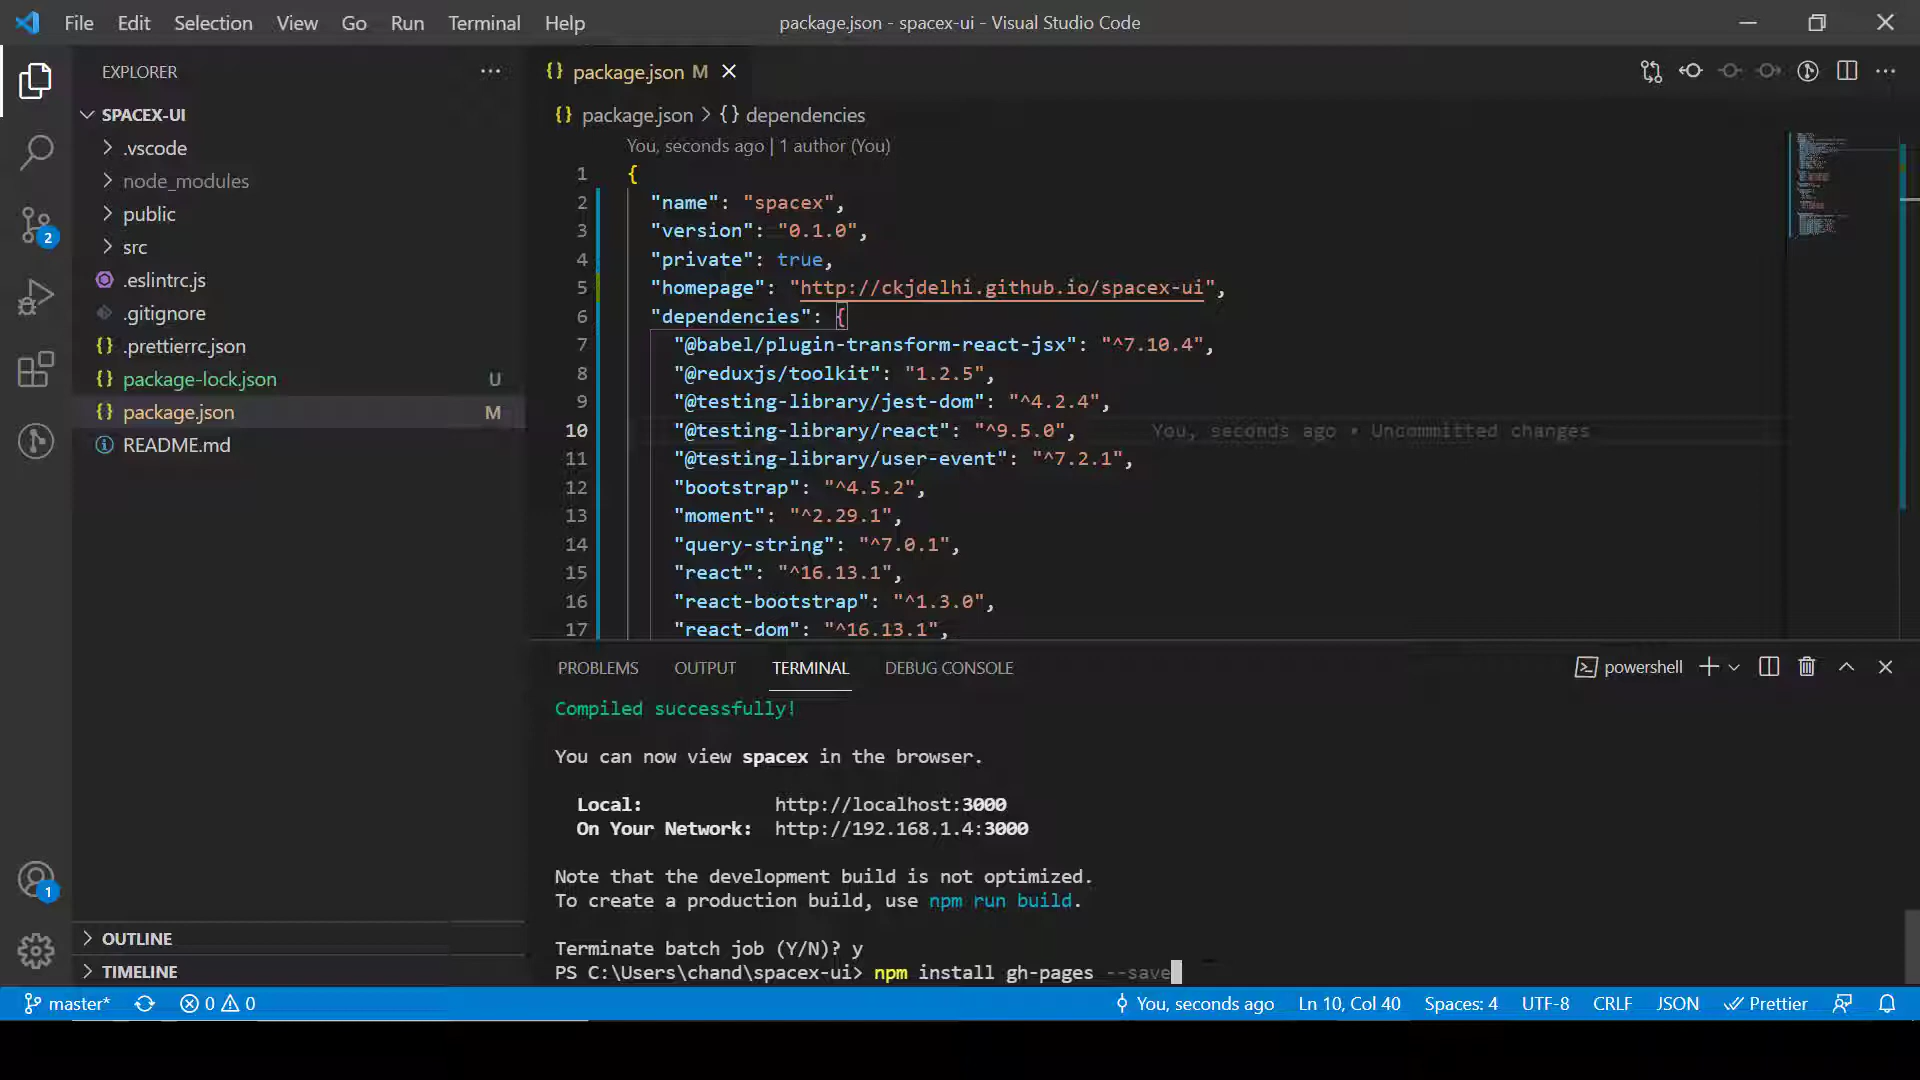 File Edit Selection View Go Run Terminal Help
package.json - spacex-ui - Visual Studio Code
EXPLORER
SPACEX-UI
.vscode
node_modules
public
src
.eslintrc.js
.gitignore
{} .prettierrc.json
{} package-lock.json U
{} package.json M
README.md
OUTLINE
TIMELINE
2
1
{} package.json M
{} package.json > {} dependencies
You, seconds ago | 1 author (You)
1 {
2 "name": "spacex",
3 "version": "0.1.0",
4 "private": true,
5 "homepage": "http://ckjdelhi.github.io/spacex-ui",
6 "dependencies": {
7 "@babel/plugin-transform-react-jsx": "^7.10.4",
8 "@reduxjs/toolkit": "1.2.5",
9 "@testing-library/jest-dom": "^4.2.4",
10 "@testing-library/react": "^9.5.0", You, seconds ago • Uncommitted changes
11 "@testing-library/user-event": "^7.2.1",
12 "bootstrap": "^4.5.2",
13 "moment": "^2.29.1",
14 "query-string": "^7.0.1",
15 "react": "^16.13.1",
16 "react-bootstrap": "^1.3.0",
17 "react-dom": "^16.13.1",
PROBLEMS OUTPUT TERMINAL DEBUG CONSOLE powershell
Compiled successfully!
You can now view spacex in the browser.
Local: http://localhost:3000
On Your Network: http://192.168.1.4:3000
Note that the development build is not optimized.
To create a production build, use npm run build.
Terminate batch job (Y/N)? y
PS C:\Users\chand\spacex-ui> npm install gh-pages --save
master* 0 0 You, seconds ago Ln 10, Col 40 Spaces: 4 UTF-8 CRLF JSON Prettier